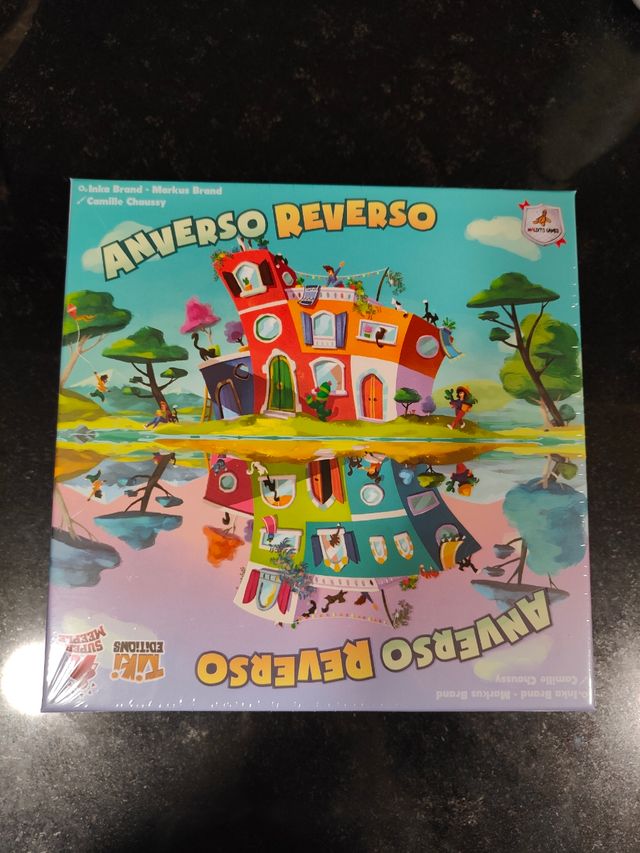 Inka Brand - Markus Brand
Camille Chaussy
ANVERSO REVERSO
MALDITO GAMES
SUPER MEEPLE
Tiki
EDITIONS
ANVERSO REVERSO
Camille Chaussy
Inka Brand - Markus Brand